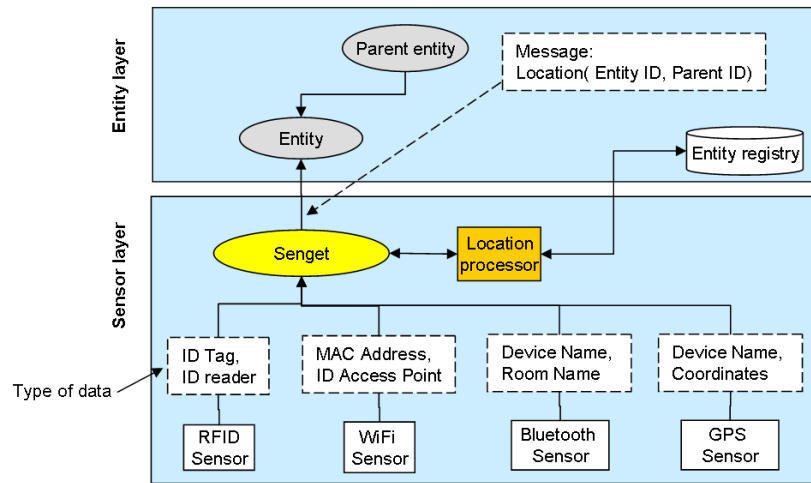 Entity layer
Parent entity
Message:
Location( Entity ID, Parent ID)
Entity
Entity registry
Sensor layer
Senget
Location
processor
ID Tag,
ID reader
MAC Address,
ID Access Point
Device Name,
Room Name
Device Name,
Coordinates
Type of data
RFID
Sensor
WiFi
Sensor
Bluetooth
Sensor
GPS
Sensor